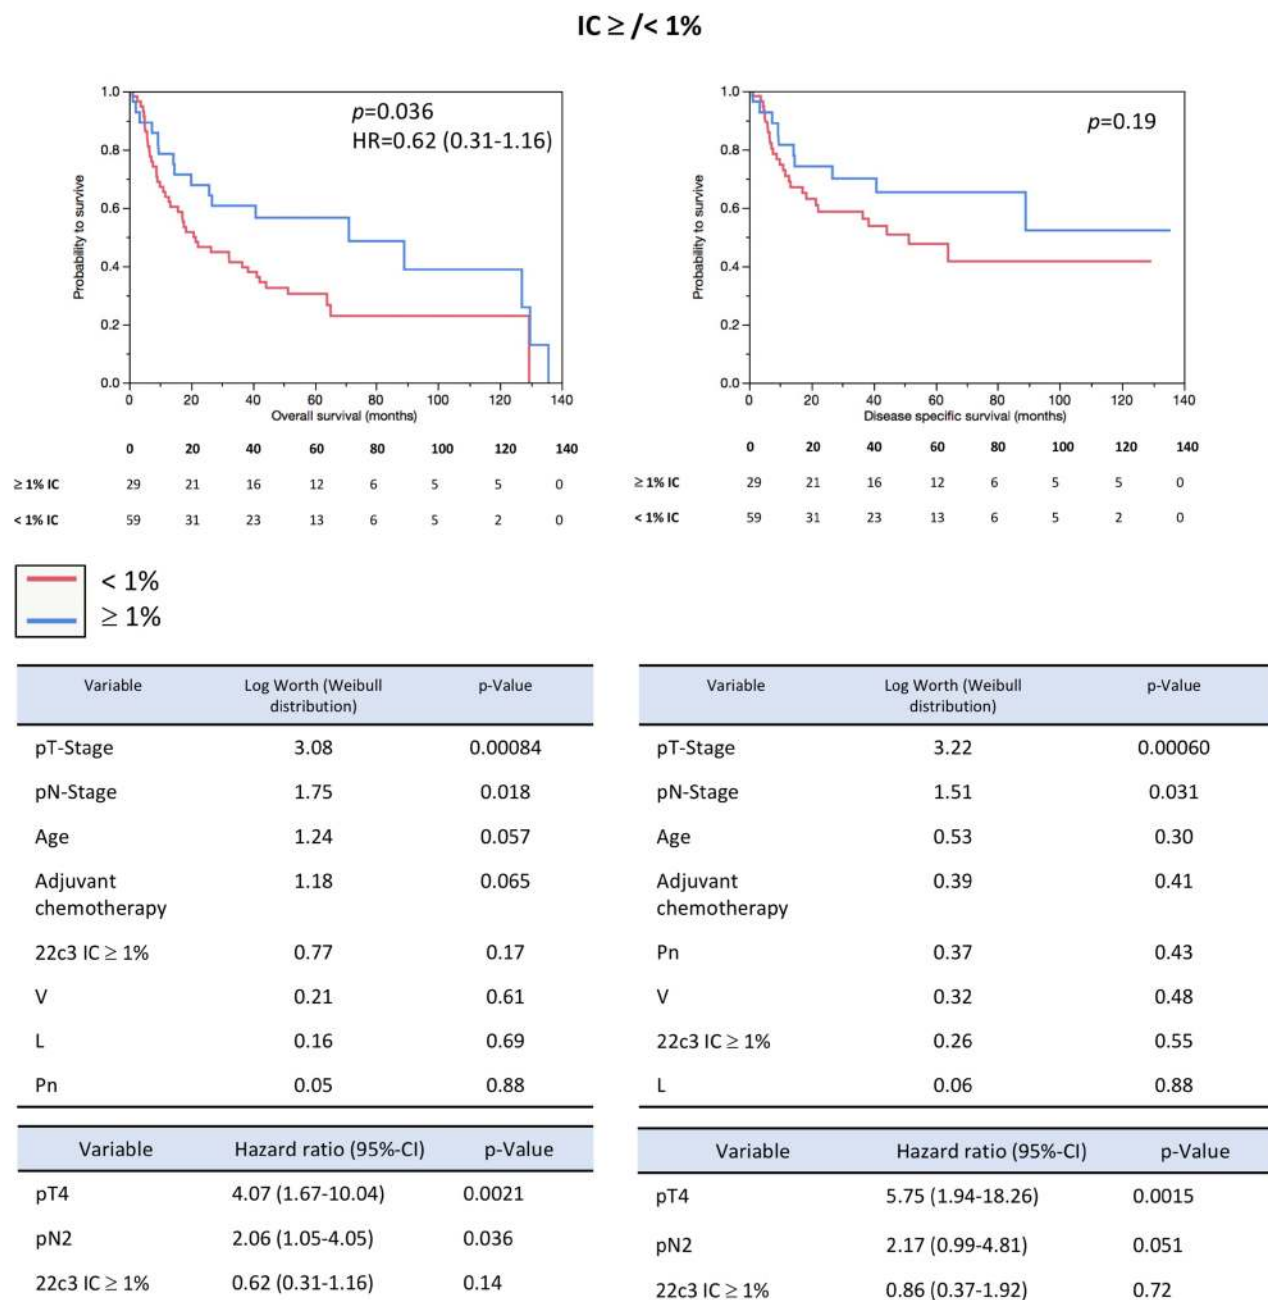 IC ≥ /< 1%
p=0.036
HR=0.62 (0.31-1.16)
Probability to survive
1.0
0.8
0.6
0.4
0.2
0.0
0 20 40 60 80 100 120 140
Overall survival (months)
0 20 40 60 80 100 120 140
≥ 1% IC 29 21 16 12 6 5 5 0
< 1% IC 59 31 23 13 6 5 2 0
p=0.19
Probability to survive
1.0
0.8
0.6
0.4
0.2
0.0
0 20 40 60 80 100 120 140
Disease specific survival (months)
0 20 40 60 80 100 120 140
≥ 1% IC 29 21 16 12 6 5 5 0
< 1% IC 59 31 23 13 6 5 2 0
< 1%
≥ 1%
Variable Log Worth (Weibull p-Value
distribution)
pT-Stage 3.08 0.00084
pN-Stage 1.75 0.018
Age 1.24 0.057
Adjuvant 1.18 0.065
chemotherapy
22c3 IC ≥ 1% 0.77 0.17
V 0.21 0.61
L 0.16 0.69
Pn 0.05 0.88
Variable Log Worth (Weibull p-Value
distribution)
pT-Stage 3.22 0.00060
pN-Stage 1.51 0.031
Age 0.53 0.30
Adjuvant 0.39 0.41
chemotherapy
Pn 0.37 0.43
V 0.32 0.48
22c3 IC ≥ 1% 0.26 0.55
L 0.06 0.88
Variable Hazard ratio (95%-CI) p-Value
pT4 4.07 (1.67-10.04) 0.0021
pN2 2.06 (1.05-4.05) 0.036
22c3 IC ≥ 1% 0.62 (0.31-1.16) 0.14
Variable Hazard ratio (95%-CI) p-Value
pT4 5.75 (1.94-18.26) 0.0015
pN2 2.17 (0.99-4.81) 0.051
22c3 IC ≥ 1% 0.86 (0.37-1.92) 0.72